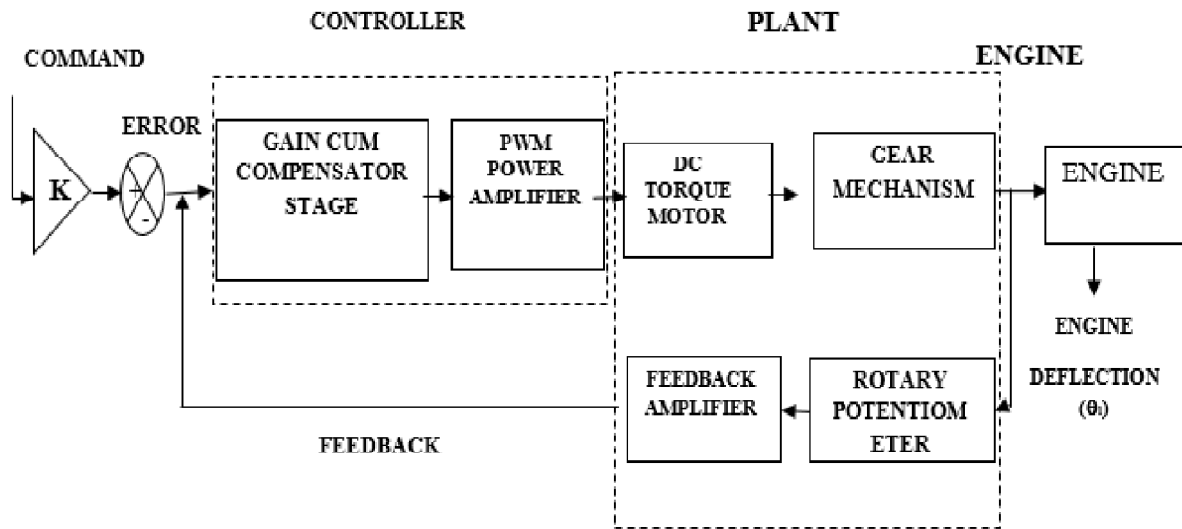 CONTROLLER
PLANT
COMMAND
ENGINE
ERROR
K
+
-
GAIN CUM
COMPENSATOR
STAGE
PWM
POWER
AMPLIFIER
DC
TORQUE
MOTOR
GEAR
MECHANISM
ENGINE
ENGINE
DEFLECTION
(θₗ)
FEEDBACK
AMPLIFIER
ROTARY
POTENTIOM
ETER
FEEDBACK